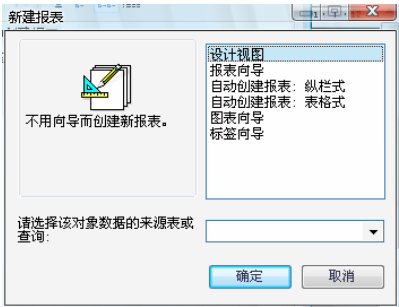 新建报表
不用向导而创建新报表。
设计视图
报表向导
自动创建报表：纵栏式
自动创建报表：表格式
图表向导
标签向导
请选择该对象数据的来源表或
查询：
确定
取消